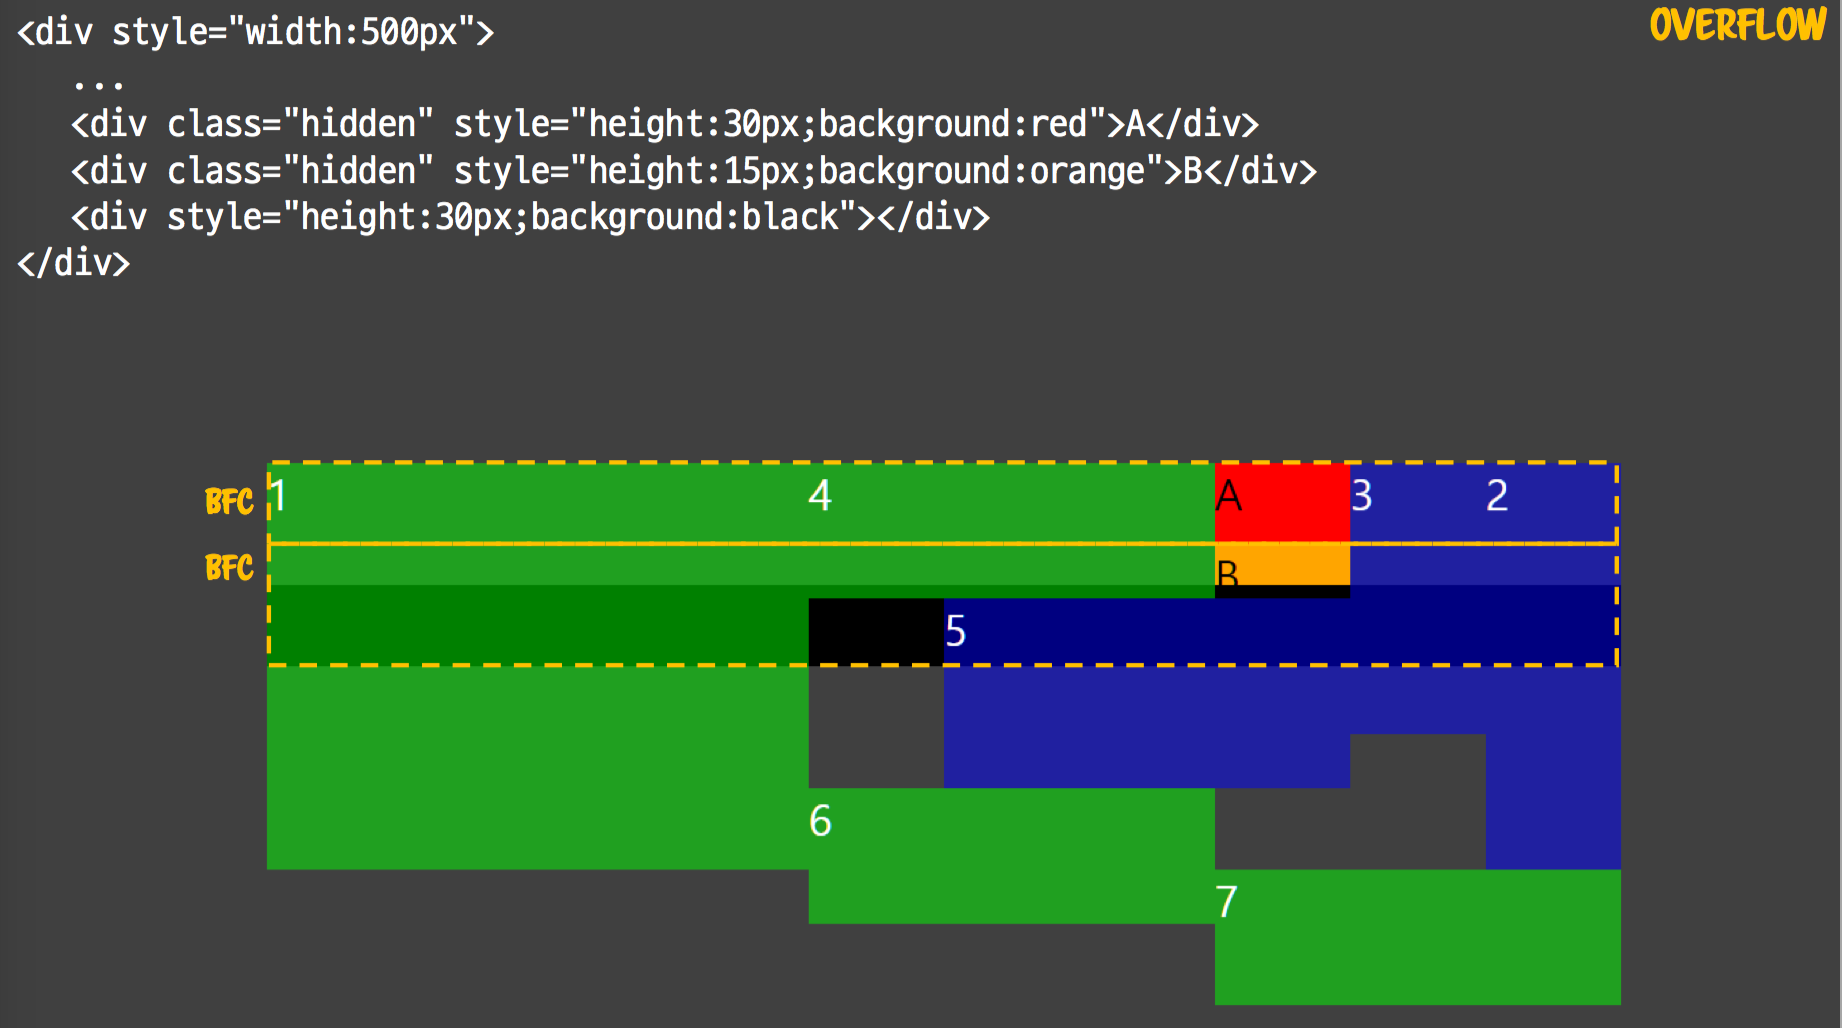 <div style="width:500px">
OVERFLOW
...
<div class="hidden" style="height:30px;background:red">A</div>
<div class="hidden" style="height:15px;background:orange">B</div>
<div style="height:30px;background:black"></div>
</div>
BFC 1 4 A 3 2
BFC B
5
6
7